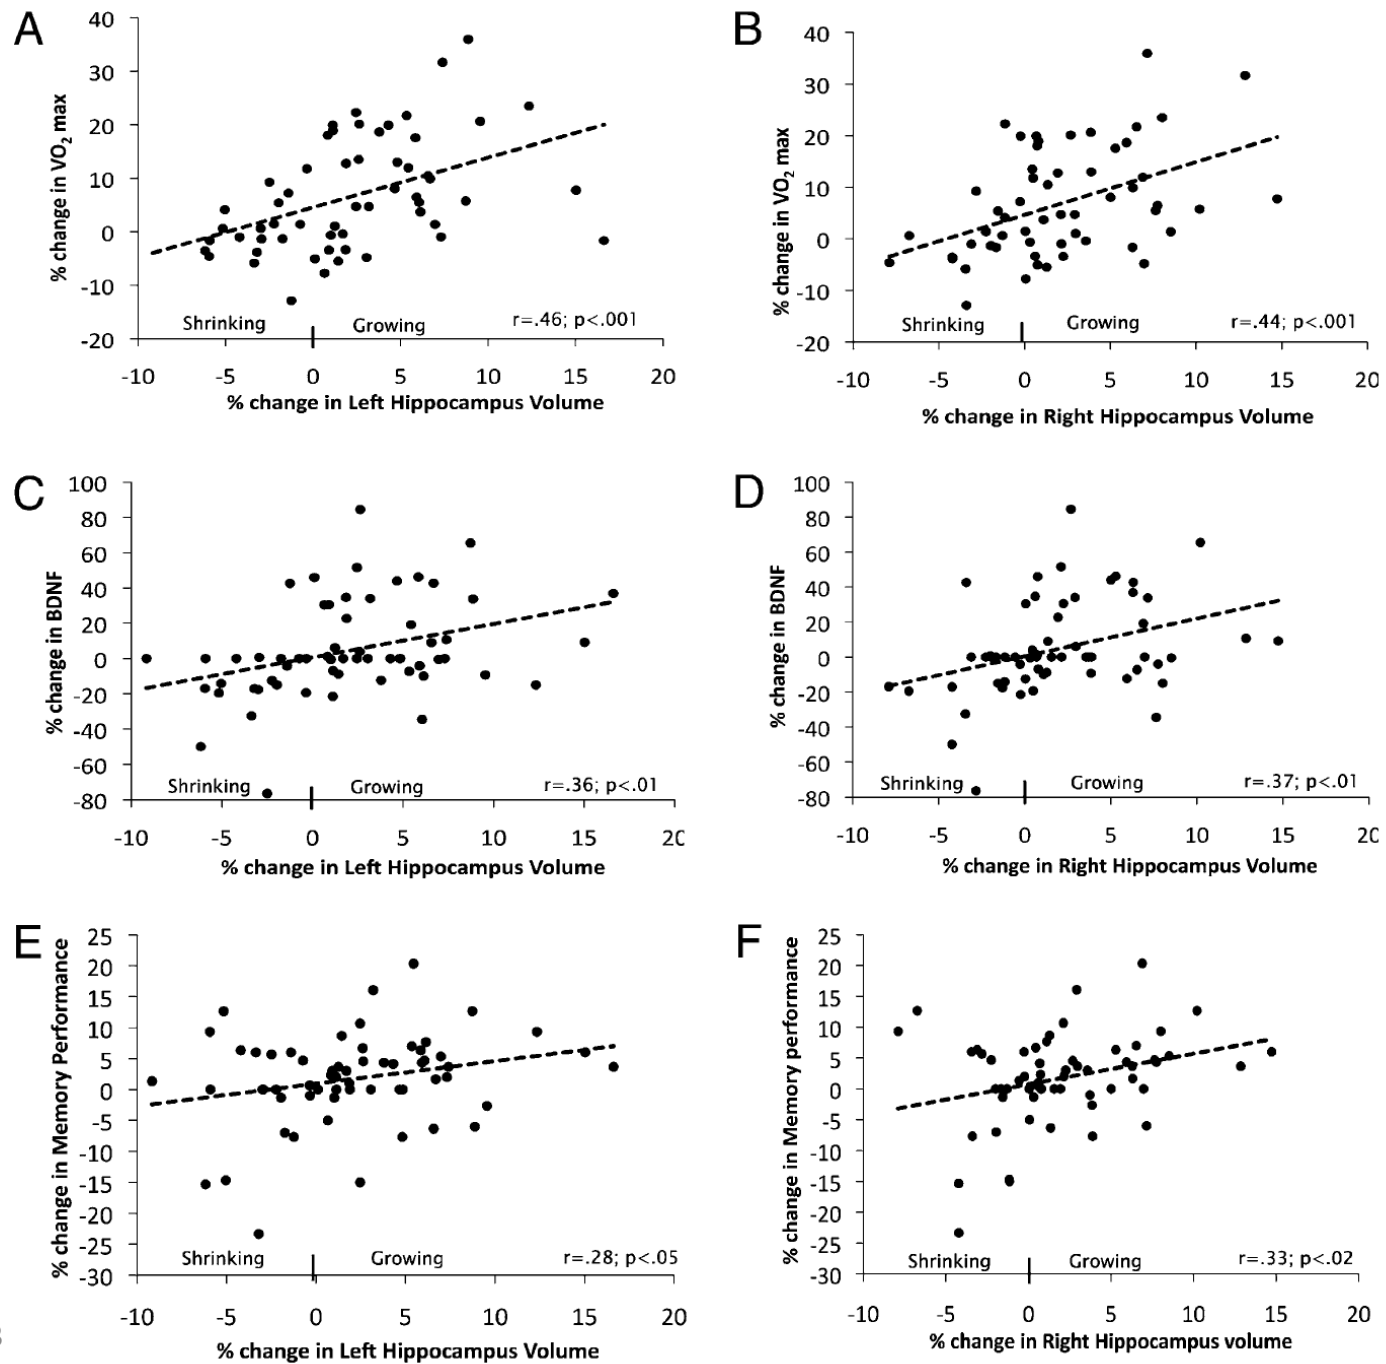 A
% change in VO2 max
40
30
20
10
0
-10
-20
Shrinking
Growing
r=.46; p<.001
-10 -5 0 5 10 15 20
% change in Left Hippocampus Volume
B
% change in VO2 max
40
30
20
10
0
-10
-20
Shrinking
Growing
r=.44; p<.001
-10 -5 0 5 10 15 20
% change in Right Hippocampus Volume
C
% change in BDNF
100
80
60
40
20
0
-20
-40
-60
-80
Shrinking
Growing
r=.36; p<.01
-10 -5 0 5 10 15 20
% change in Left Hippocampus Volume
D
% change in BDNF
100
80
60
40
20
0
-20
-40
-60
-80
Shrinking
Growing
r=.37; p<.01
-10 -5 0 5 10 15 20
% change in Right Hippocampus Volume
E
% change in Memory Performance
25
20
15
10
5
0
-5
-10
-15
-20
-25
-30
Shrinking
Growing
r=.28; p<.05
-10 -5 0 5 10 15 20
% change in Left Hippocampus Volume
F
% change in Memory performance
25
20
15
10
5
0
-5
-10
-15
-20
-25
-30
Shrinking
Growing
r=.33; p<.02
-10 -5 0 5 10 15 20
% change in Right Hippocampus volume